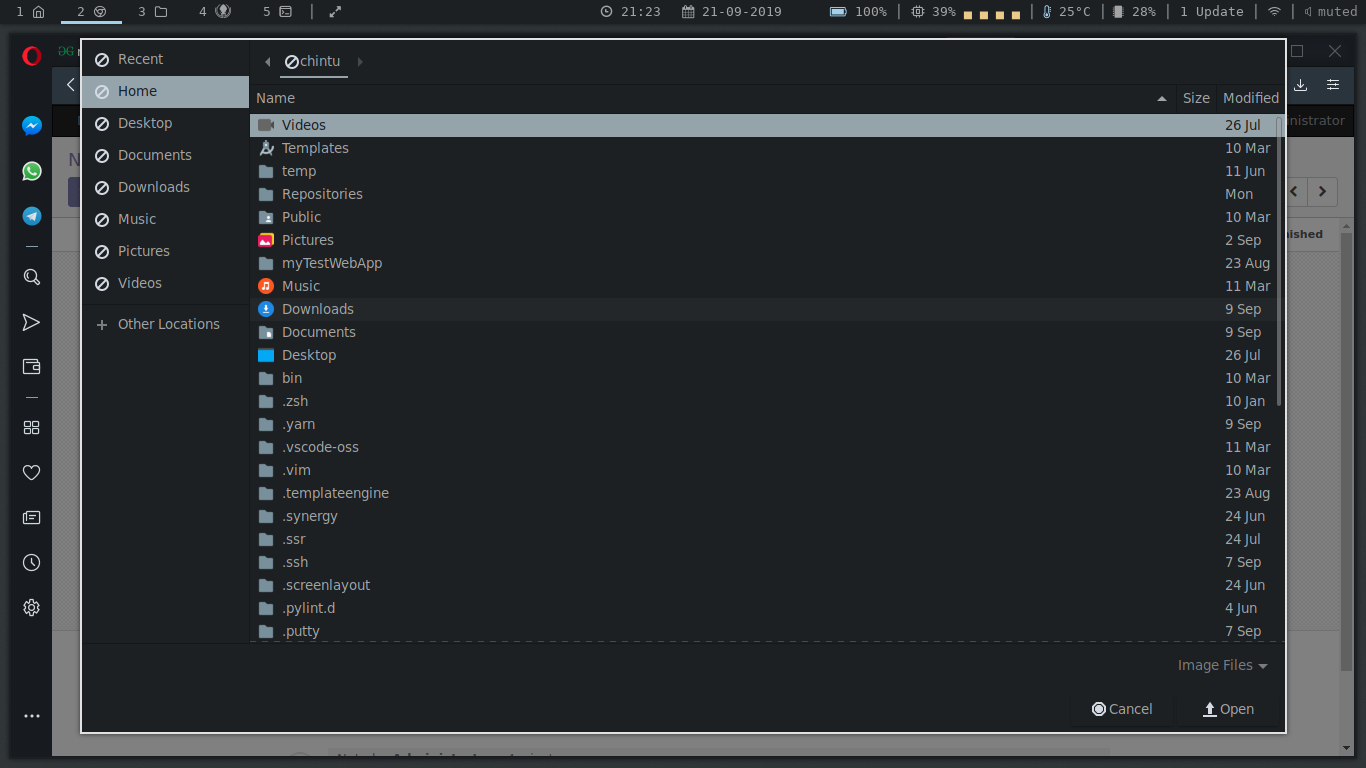 1 2 3 4 5 21:23 21-09-2019 100% 39% 25°C 28% 1 Update muted
chintu
Recent
Home
Desktop
Documents
Downloads
Music
Pictures
Videos
Other Locations
Name Size Modified
Videos 26 Jul
Templates 10 Mar
temp 11 Jun
Repositories Mon
Public 10 Mar
Pictures 2 Sep
myTestWebApp 23 Aug
Music 11 Mar
Downloads 9 Sep
Documents 9 Sep
Desktop 26 Jul
bin 10 Mar
.zsh 10 Jan
.yarn 9 Sep
.vscode-oss 11 Mar
.vim 10 Mar
.templateengine 23 Aug
.synergy 24 Jun
.ssr 24 Jul
.ssh 7 Sep
.screenlayout 24 Jun
.pylint.d 4 Jun
.putty 7 Sep
inistrator
ished
Image Files
Cancel Open